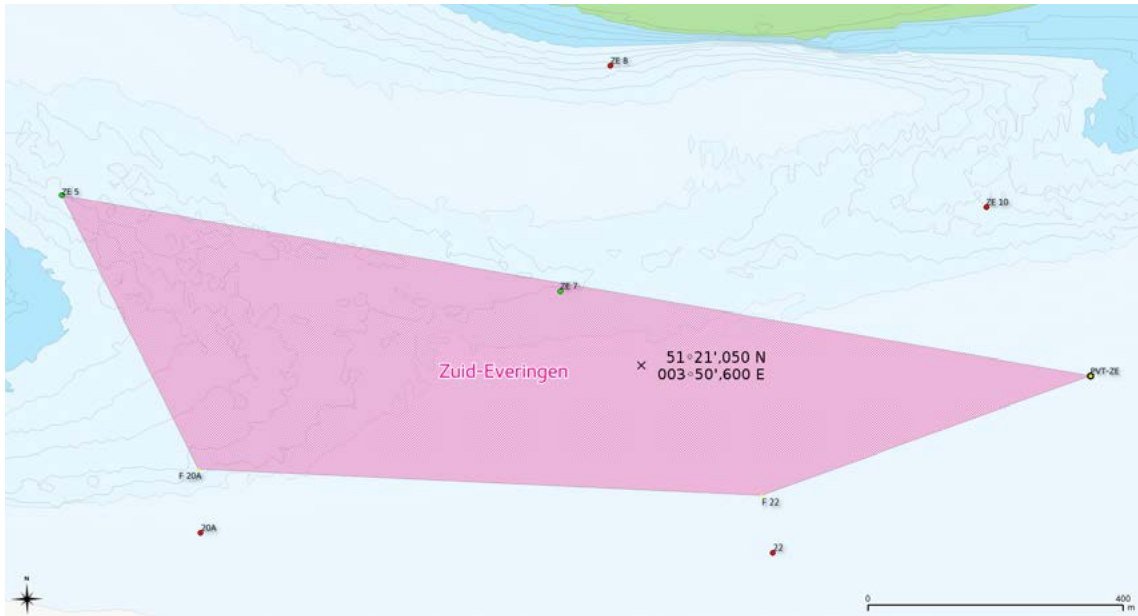 ZE 8
ZE 5
ZE 10
ZE 7
51◦21',050 N
003◦50',600 E
Zuid-Everingen
PVT-ZE
F 20A
F 22
20A
22
N
0 400
m